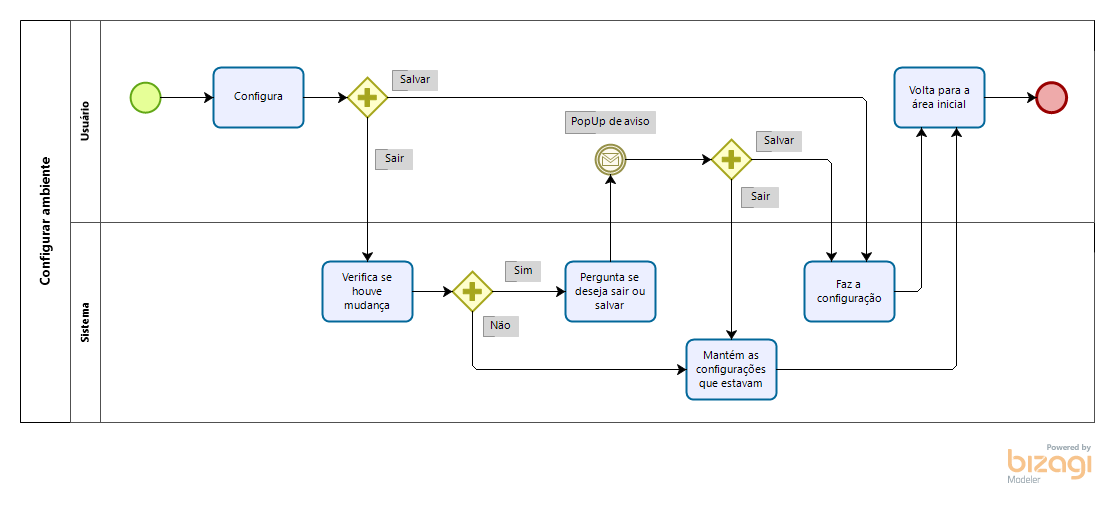 Configurar ambiente
Usuário
Configura
Salvar
Sair
PopUp de aviso
Salvar
Sair
Volta para a
área inicial
Sistema
Verifica se
houve
mudança
Sim
Não
Pergunta se
deseja sair ou
salvar
Mantém as
configurações
que estavam
Faz a
configuração
Powered by
bizagi
Modeler